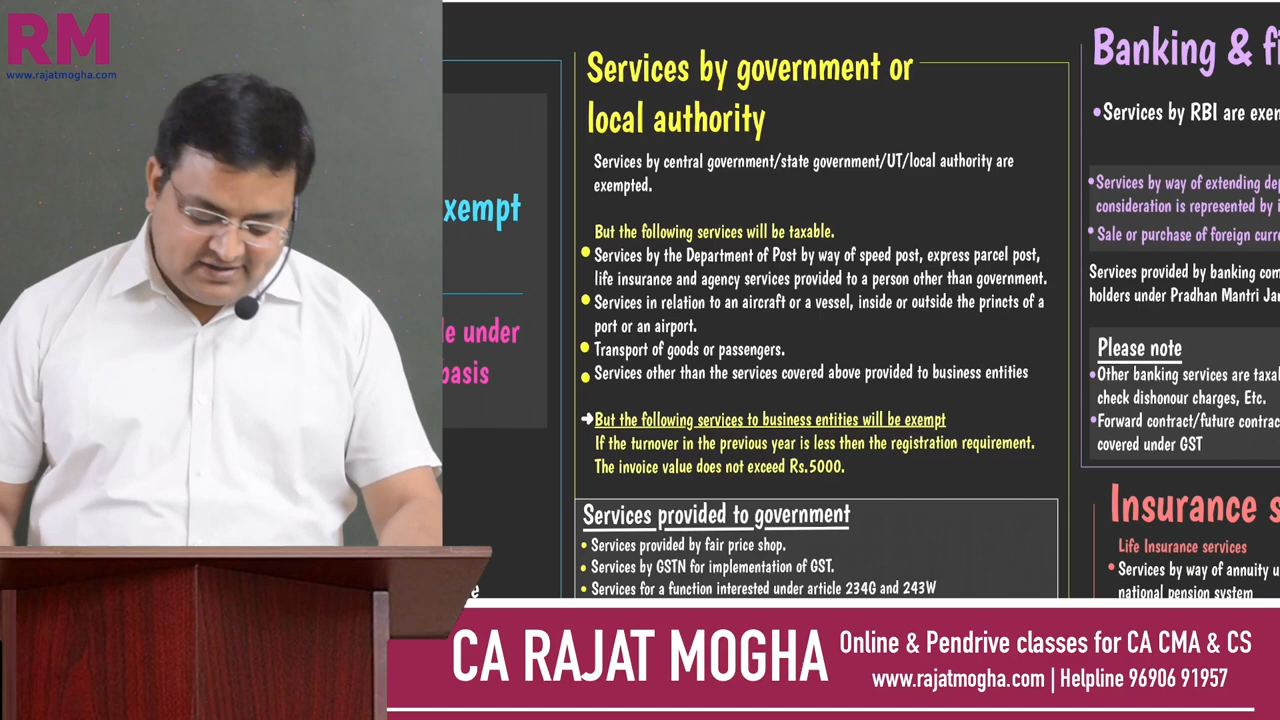 RM
www.rajatmogha.com
xempt
le under
basis
Services by government or
local authority
Services by central government/state government/UT/local authority are
exempted.
But the following services will be taxable.
Services by the Department of Post by way of speed post, express parcel post,
life insurance and agency services provided to a person other than government.
Services in relation to an aircraft or a vessel, inside or outside the princts of a
port or an airport.
Transport of goods or passengers.
Services other than the services covered above provided to business entities
But the following services to business entities will be exempt
If the turnover in the previous year is less then the registration requirement.
The invoice value does not exceed Rs.5000.
Services provided to government
Services provided by fair price shop.
Services by GSTN for implementation of GST.
Services for a function interested under article 234G and 243W
Banking & fi
Services by RBI are exen
Services by way of extending dep
consideration is represented by i
Sale or purchase of foreign curre
Services provided by banking com
holders under Pradhan Mantri Jan
Please note
Other banking services are taxal
check dishonour charges, Etc.
Forward contract/future contrac
covered under GST
Insurance s
Life Insurance services
Services by way of annuity u
national pension system
CA RAJAT MOGHA
Online & Pendrive classes for CA CMA & CS
www.rajatmogha.com | Helpline 96906 91957